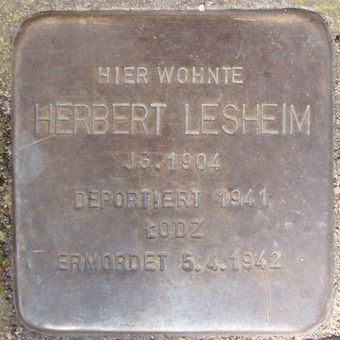 HIER WOHNTE
HERBERT LESHEIM
JG. 1904
DEPORTIERT 1941
ŁODZ
ERMORDET 5.4.1942